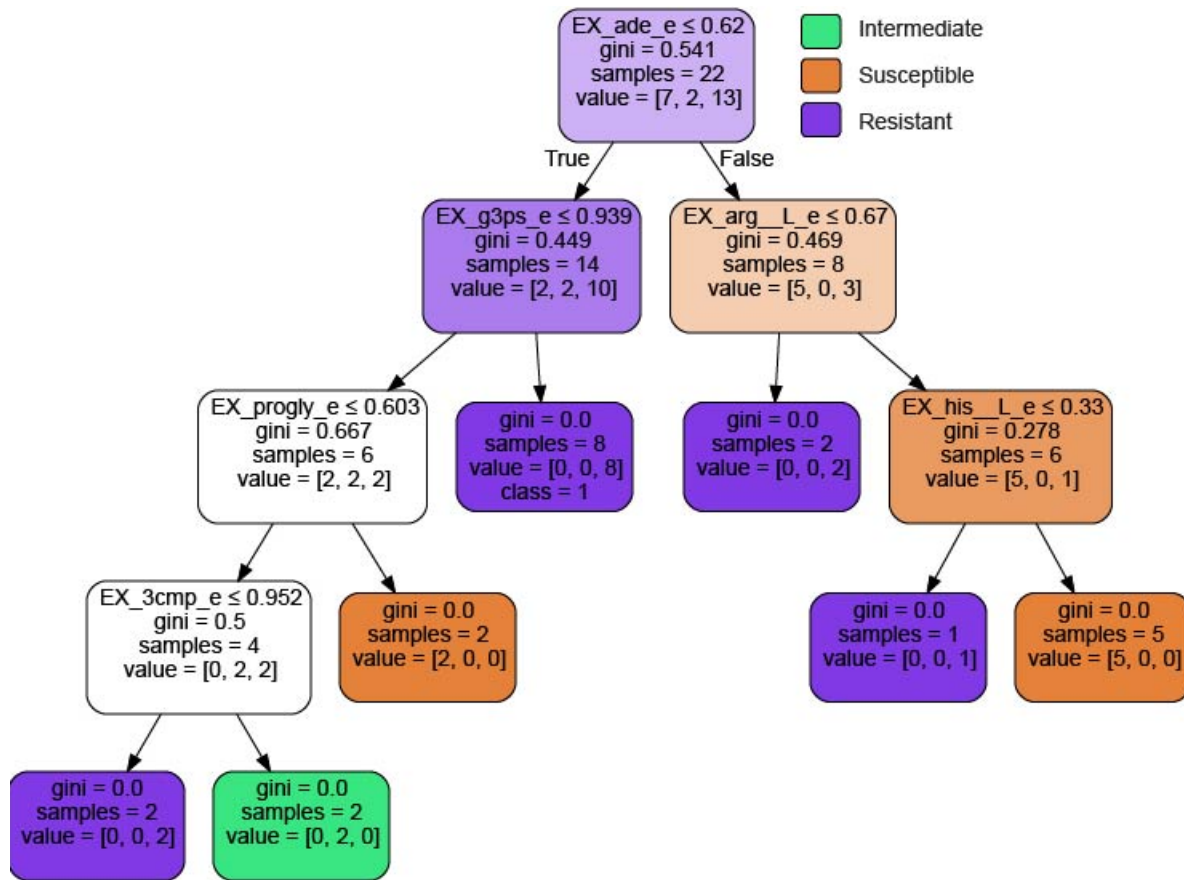 EX_ade_e ≤ 0.62
gini = 0.541
samples = 22
value = [7, 2, 13]
Intermediate
Susceptible
Resistant
True
False
EX_g3ps_e ≤ 0.939
gini = 0.449
samples = 14
value = [2, 2, 10]
EX_arg__L_e ≤ 0.67
gini = 0.469
samples = 8
value = [5, 0, 3]
EX_progly_e ≤ 0.603
gini = 0.667
samples = 6
value = [2, 2, 2]
gini = 0.0
samples = 8
value = [0, 0, 8]
class = 1
gini = 0.0
samples = 2
value = [0, 0, 2]
EX_his__L_e ≤ 0.33
gini = 0.278
samples = 6
value = [5, 0, 1]
EX_3cmp_e ≤ 0.952
gini = 0.5
samples = 4
value = [0, 2, 2]
gini = 0.0
samples = 2
value = [2, 0, 0]
gini = 0.0
samples = 1
value = [0, 0, 1]
gini = 0.0
samples = 5
value = [5, 0, 0]
gini = 0.0
samples = 2
value = [0, 0, 2]
gini = 0.0
samples = 2
value = [0, 2, 0]